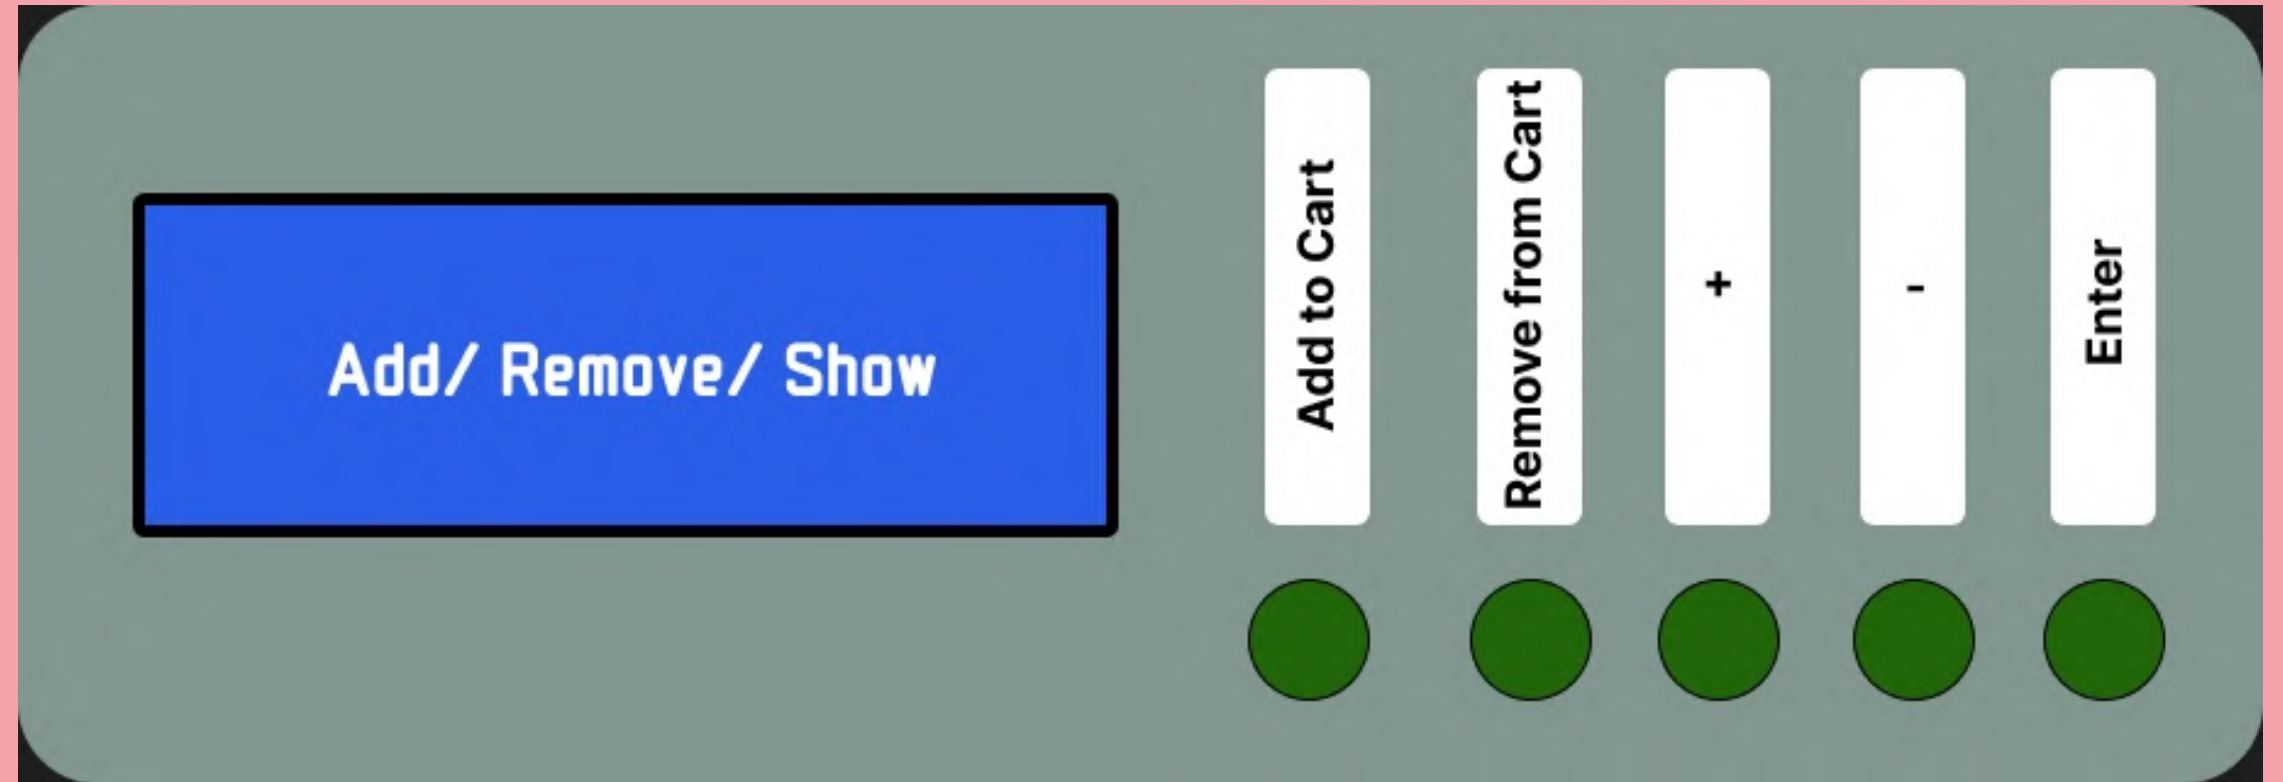 Add/ Remove/ Show
Add to Cart
Remove from Cart
+
-
Enter